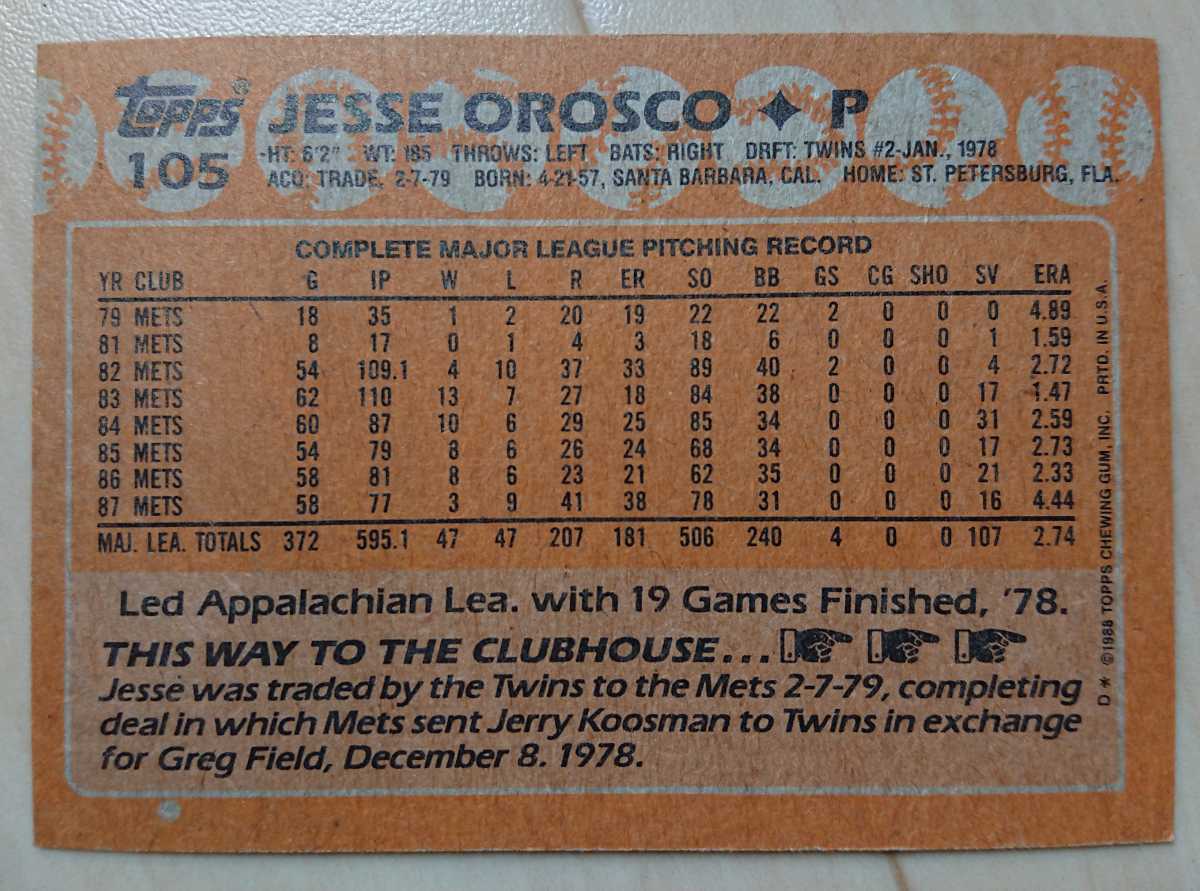 Topps® JESSE OROSCO ✦ P
105
HT: 6'2" WT: 185 THROWS: LEFT BATS: RIGHT DRFT: TWINS #2-JAN., 1978
ACQ: TRADE, 2-7-79 BORN: 4-21-57, SANTA BARBARA, CAL. HOME: ST. PETERSBURG, FLA.
COMPLETE MAJOR LEAGUE PITCHING RECORD
YR CLUB G IP W L R ER SO BB GS CG SHO SV ERA
79 METS 18 35 1 2 20 19 22 22 2 0 0 0 4.89
81 METS 8 17 0 1 4 3 18 6 0 0 0 1 1.59
82 METS 54 109.1 4 10 37 33 89 40 2 0 0 4 2.72
83 METS 62 110 13 7 27 18 84 38 0 0 0 17 1.47
84 METS 60 87 10 6 29 25 85 34 0 0 0 31 2.59
85 METS 54 79 8 6 26 24 68 34 0 0 0 17 2.73
86 METS 58 81 8 6 23 21 62 35 0 0 0 21 2.33
87 METS 58 77 3 9 41 38 78 31 0 0 0 16 4.44
MAJ. LEA. TOTALS 372 595.1 47 47 207 181 506 240 4 0 0 107 2.74
Led Appalachian Lea. with 19 Games Finished, '78.
THIS WAY TO THE CLUBHOUSE...
Jesse was traded by the Twins to the Mets 2-7-79, completing
deal in which Mets sent Jerry Koosman to Twins in exchange
for Greg Field, December 8. 1978.
D * ©1988 TOPPS CHEWING GUM, INC. PRTD. IN U.S.A.